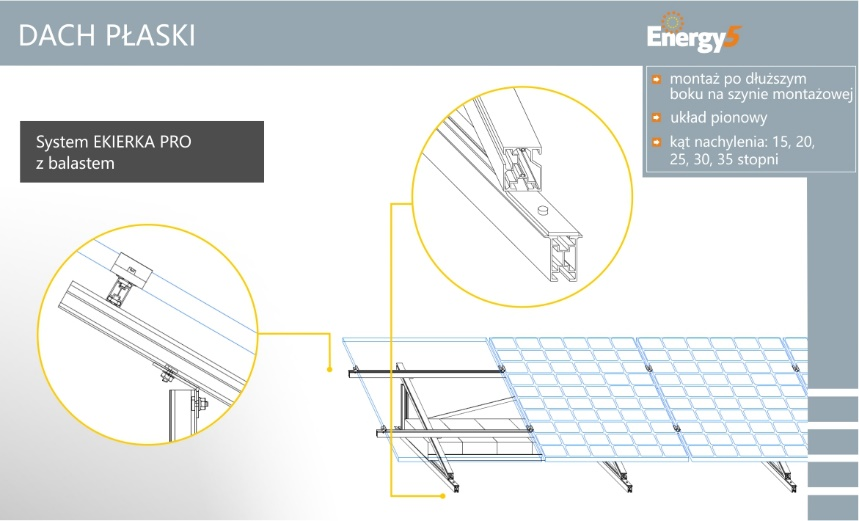 DACH PŁASKI
Energy5
montaż po dłuższym
boku na szynie montażowej
układ pionowy
kąt nachylenia: 15, 20,
25, 30, 35 stopni
System EKIERKA PRO
z balastem